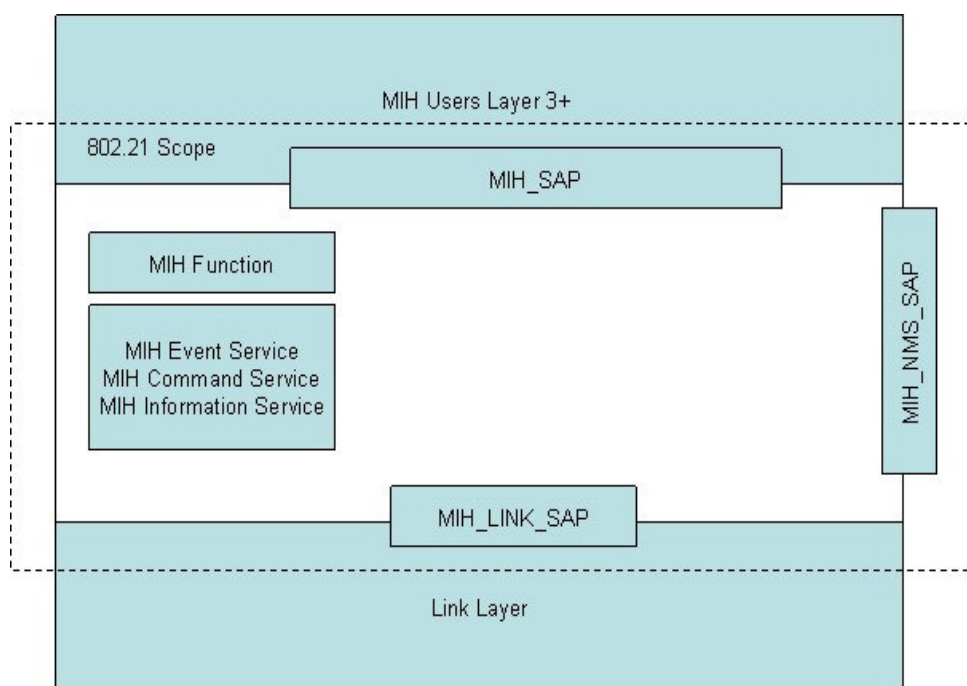 MIH Users Layer 3+
802.21 Scope
MIH_SAP
MIH Function
MIH_NMS_SAP
MIH Event Service
MIH Command Service
MIH Information Service
MIH_LINK_SAP
Link Layer